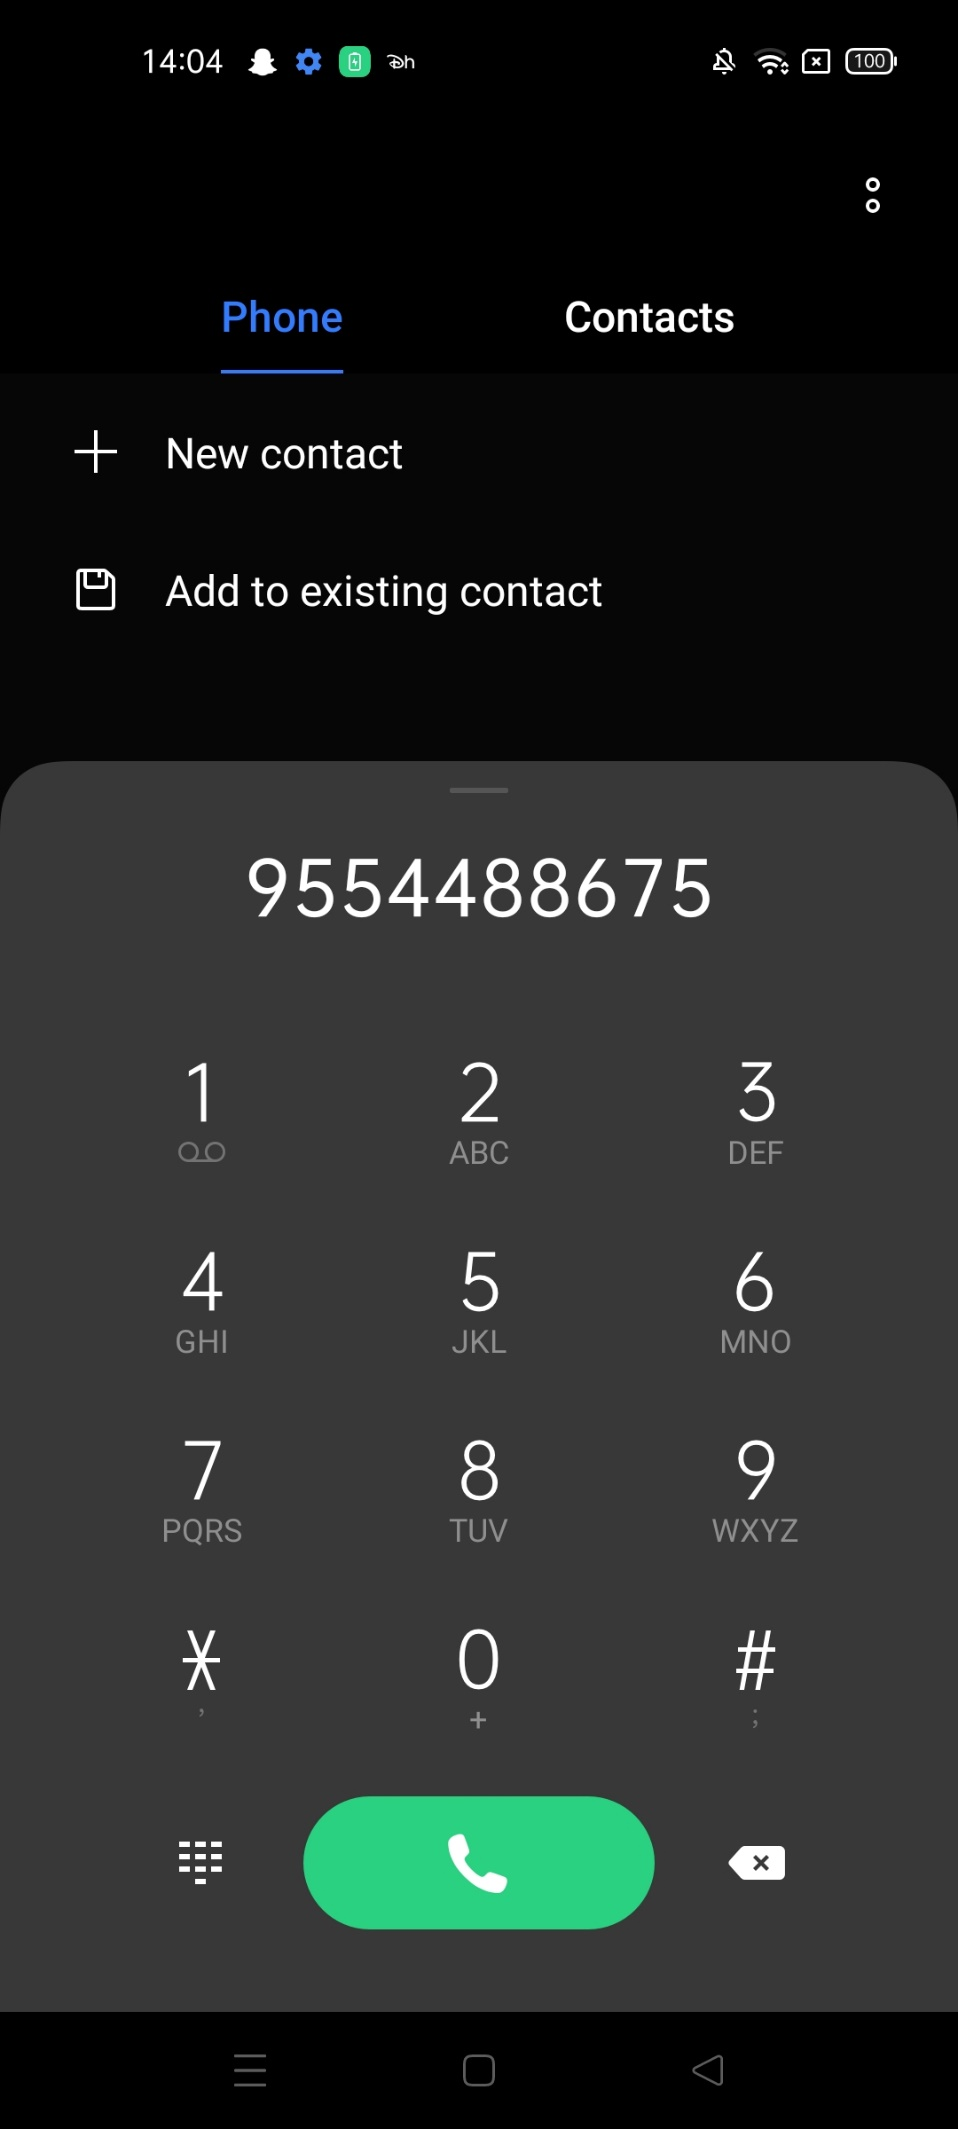 14:04
100
Phone
Contacts
New contact
Add to existing contact
9554488675
1
2
ABC
3
DEF
4
GHI
5
JKL
6
MNO
7
PQRS
8
TUV
9
WXYZ
*
,
0
+
#
;